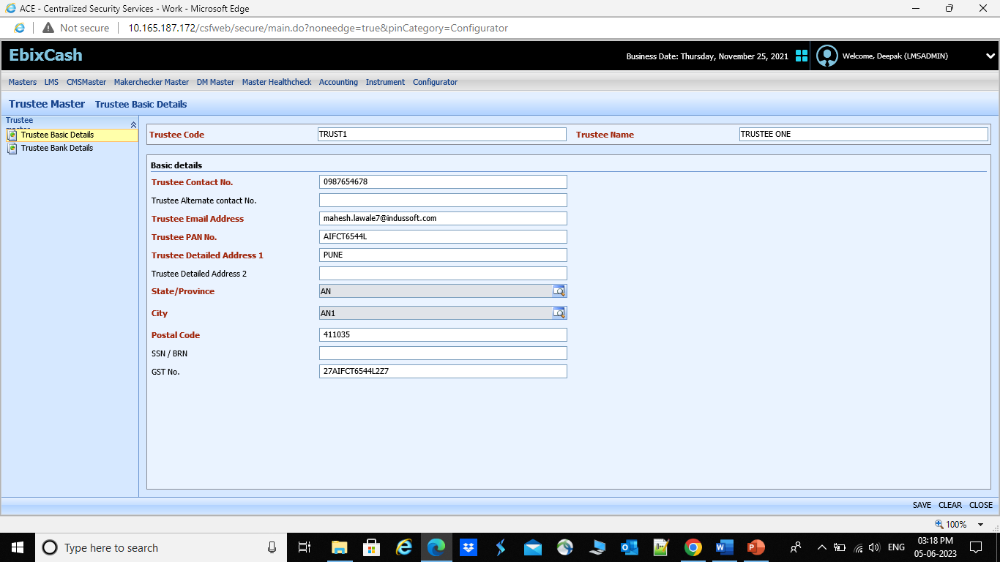 ACE - Centralized Security Services - Work - Microsoft Edge
Not secure 10.165.187.172/csfweb/secure/main.do?noneedge=true&pinCategory=Configurator
EbixCash Business Date: Thursday, November 25, 2021 Welcome, Deepak (LMSADMIN)
Masters LMS CMSMaster Makerchecker Master DM Master Master Healthcheck Accounting Instrument Configurator
Trustee Master Trustee Basic Details
Trustee
Trustee Basic Details
Trustee Bank Details
Trustee Code TRUST1 Trustee Name TRUSTEE ONE
Basic details
Trustee Contact No. 0987654678
Trustee Alternate contact No.
Trustee Email Address mahesh.lawale7@indussoft.com
Trustee PAN No. AIFCT6544L
Trustee Detailed Address 1 PUNE
Trustee Detailed Address 2
State/Province AN
City AN1
Postal Code 411035
SSN / BRN
GST No. 27AIFCT6544L2Z7
SAVE CLEAR CLOSE
100%
Type here to search ENG 03:18 PM
05-06-2023